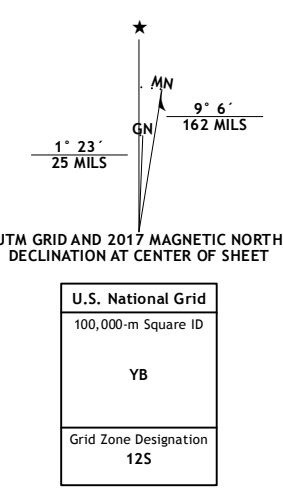 ★
MN
GN
9° 6´
162 MILS
1° 23´
25 MILS
UTM GRID AND 2017 MAGNETIC NORTH
DECLINATION AT CENTER OF SHEET
U.S. National Grid
100,000-m Square ID
YB
Grid Zone Designation
12S